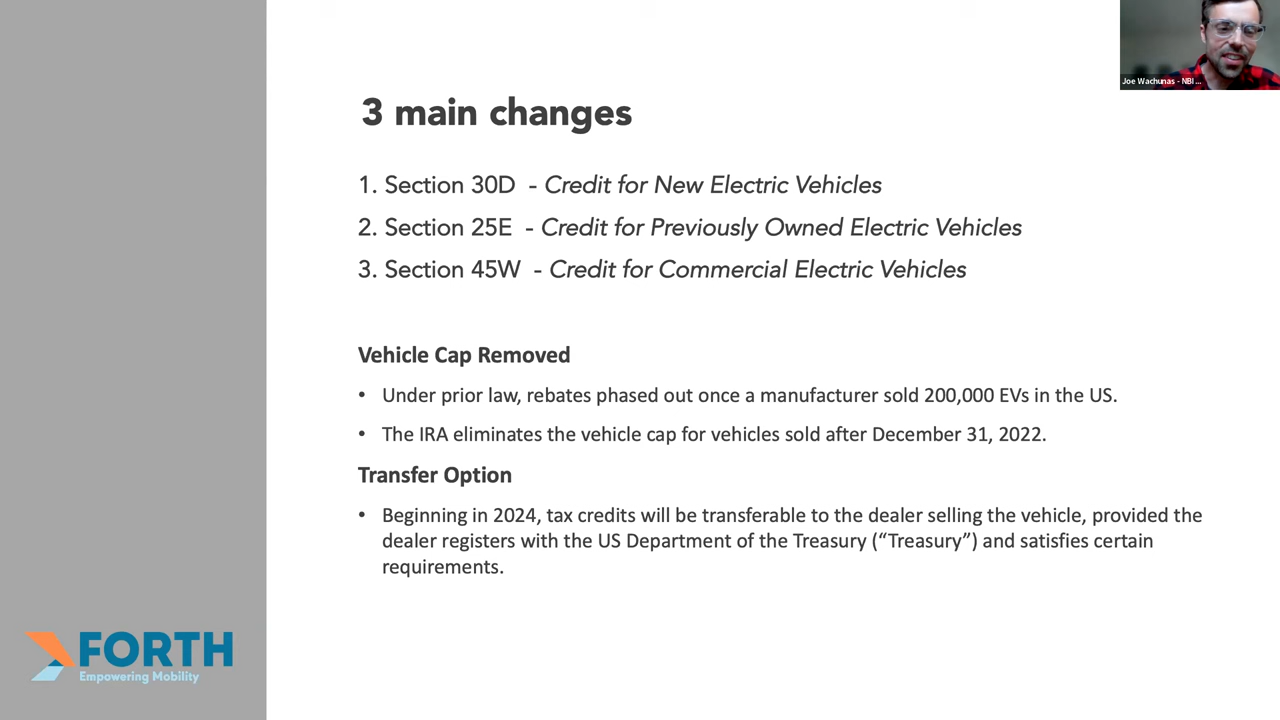 Joe Wachunas - NBI ...
3 main changes
1. Section 30D - Credit for New Electric Vehicles
2. Section 25E - Credit for Previously Owned Electric Vehicles
3. Section 45W - Credit for Commercial Electric Vehicles
Vehicle Cap Removed
• Under prior law, rebates phased out once a manufacturer sold 200,000 EVs in the US.
• The IRA eliminates the vehicle cap for vehicles sold after December 31, 2022.
Transfer Option
• Beginning in 2024, tax credits will be transferable to the dealer selling the vehicle, provided the
dealer registers with the US Department of the Treasury (“Treasury”) and satisfies certain
requirements.
FORTH
Empowering Mobility